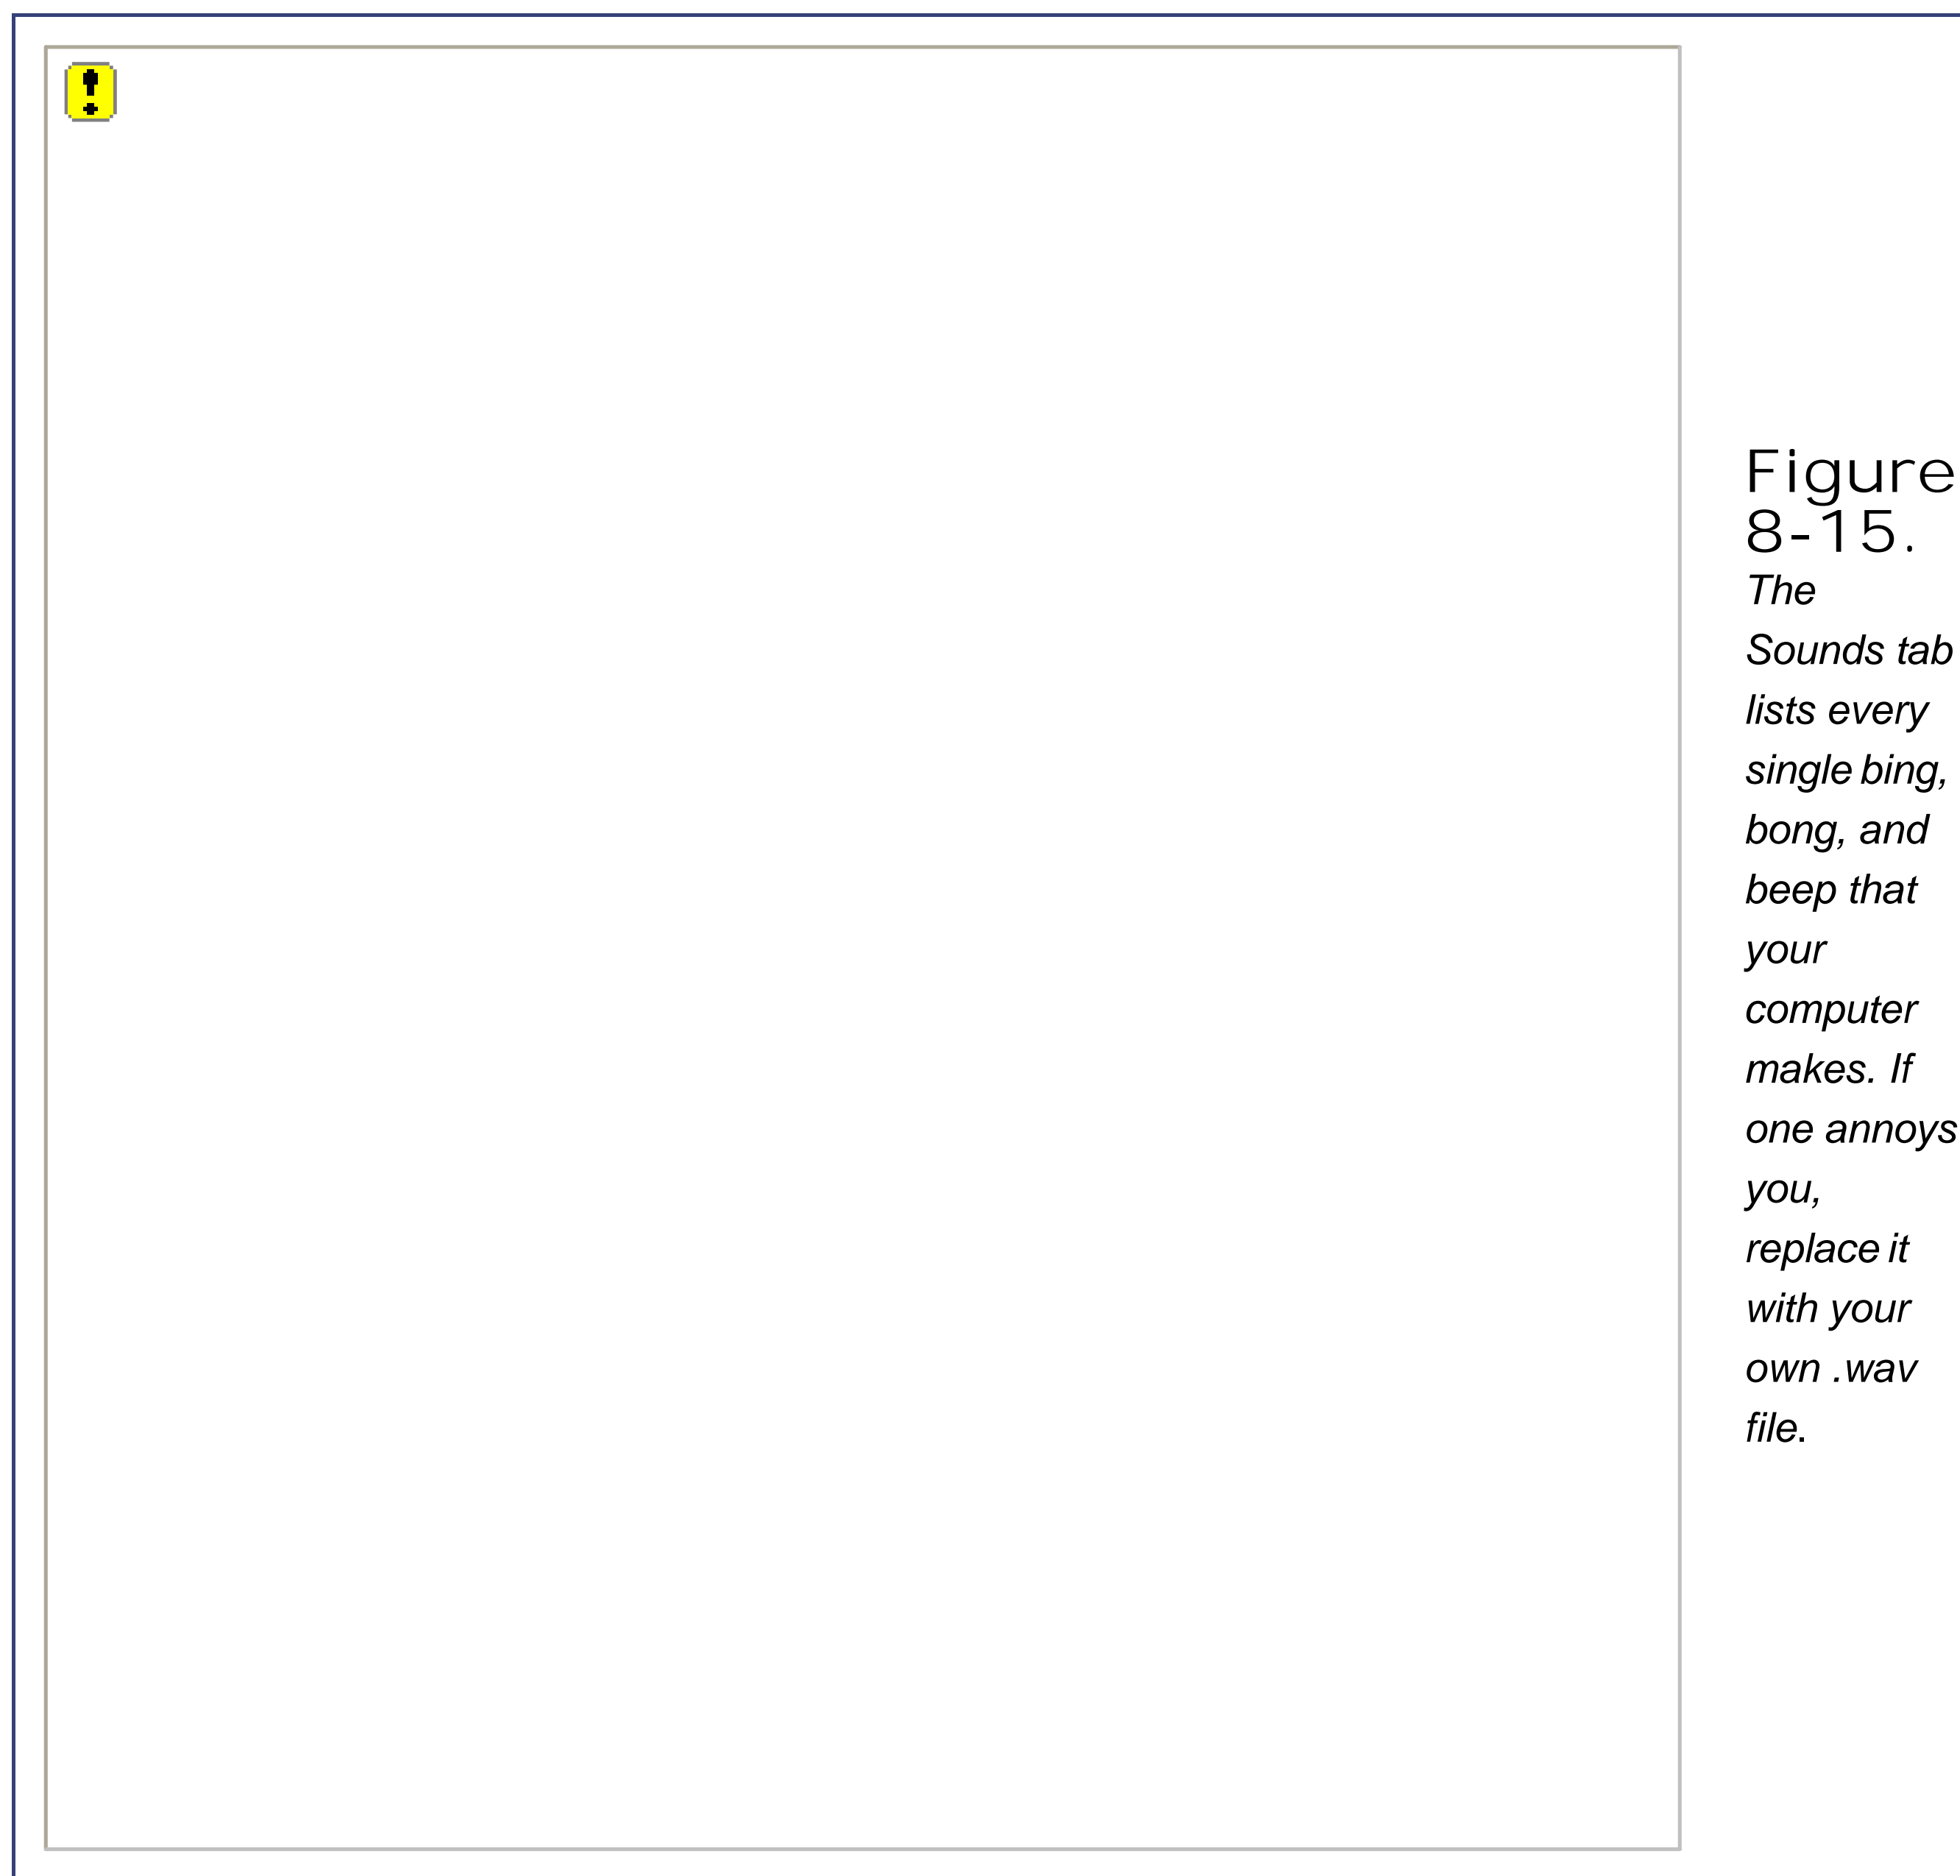 Figure
8-15.
The
Sounds tab
lists every
single bing,
bong, and
beep that
your
computer
makes. If
one annoys
you,
replace it
with your
own .wav
file.